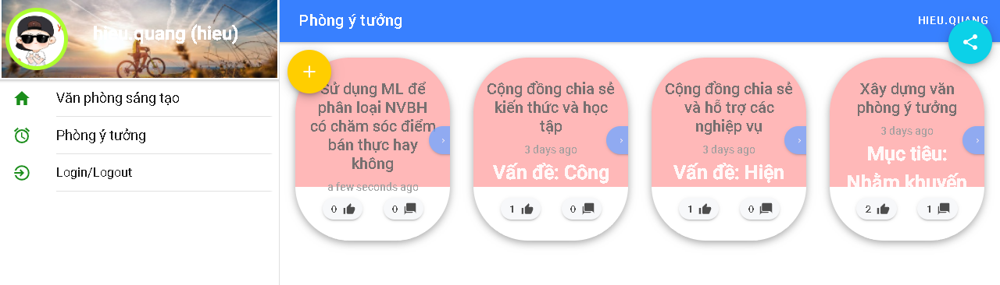 hieu.quang (hieu)
Văn phòng sáng tạo
Phòng ý tưởng
Login/Logout
Phòng ý tưởng
HIEU.QUANG
Sử dụng ML để
phân loại NVBH
có chăm sóc điểm
bán thực hay
không
a few seconds ago
0
0
Cộng đồng chia sẻ
kiến thức và học
tập
3 days ago
Vấn đề: Công
1
0
Cộng đồng chia sẻ
và hỗ trợ các
nghiệp vụ
3 days ago
Vấn đề: Hiện
1
0
Xây dựng văn
phòng ý tưởng
3 days ago
Mục tiêu:
Nhằm khuyến
2
1